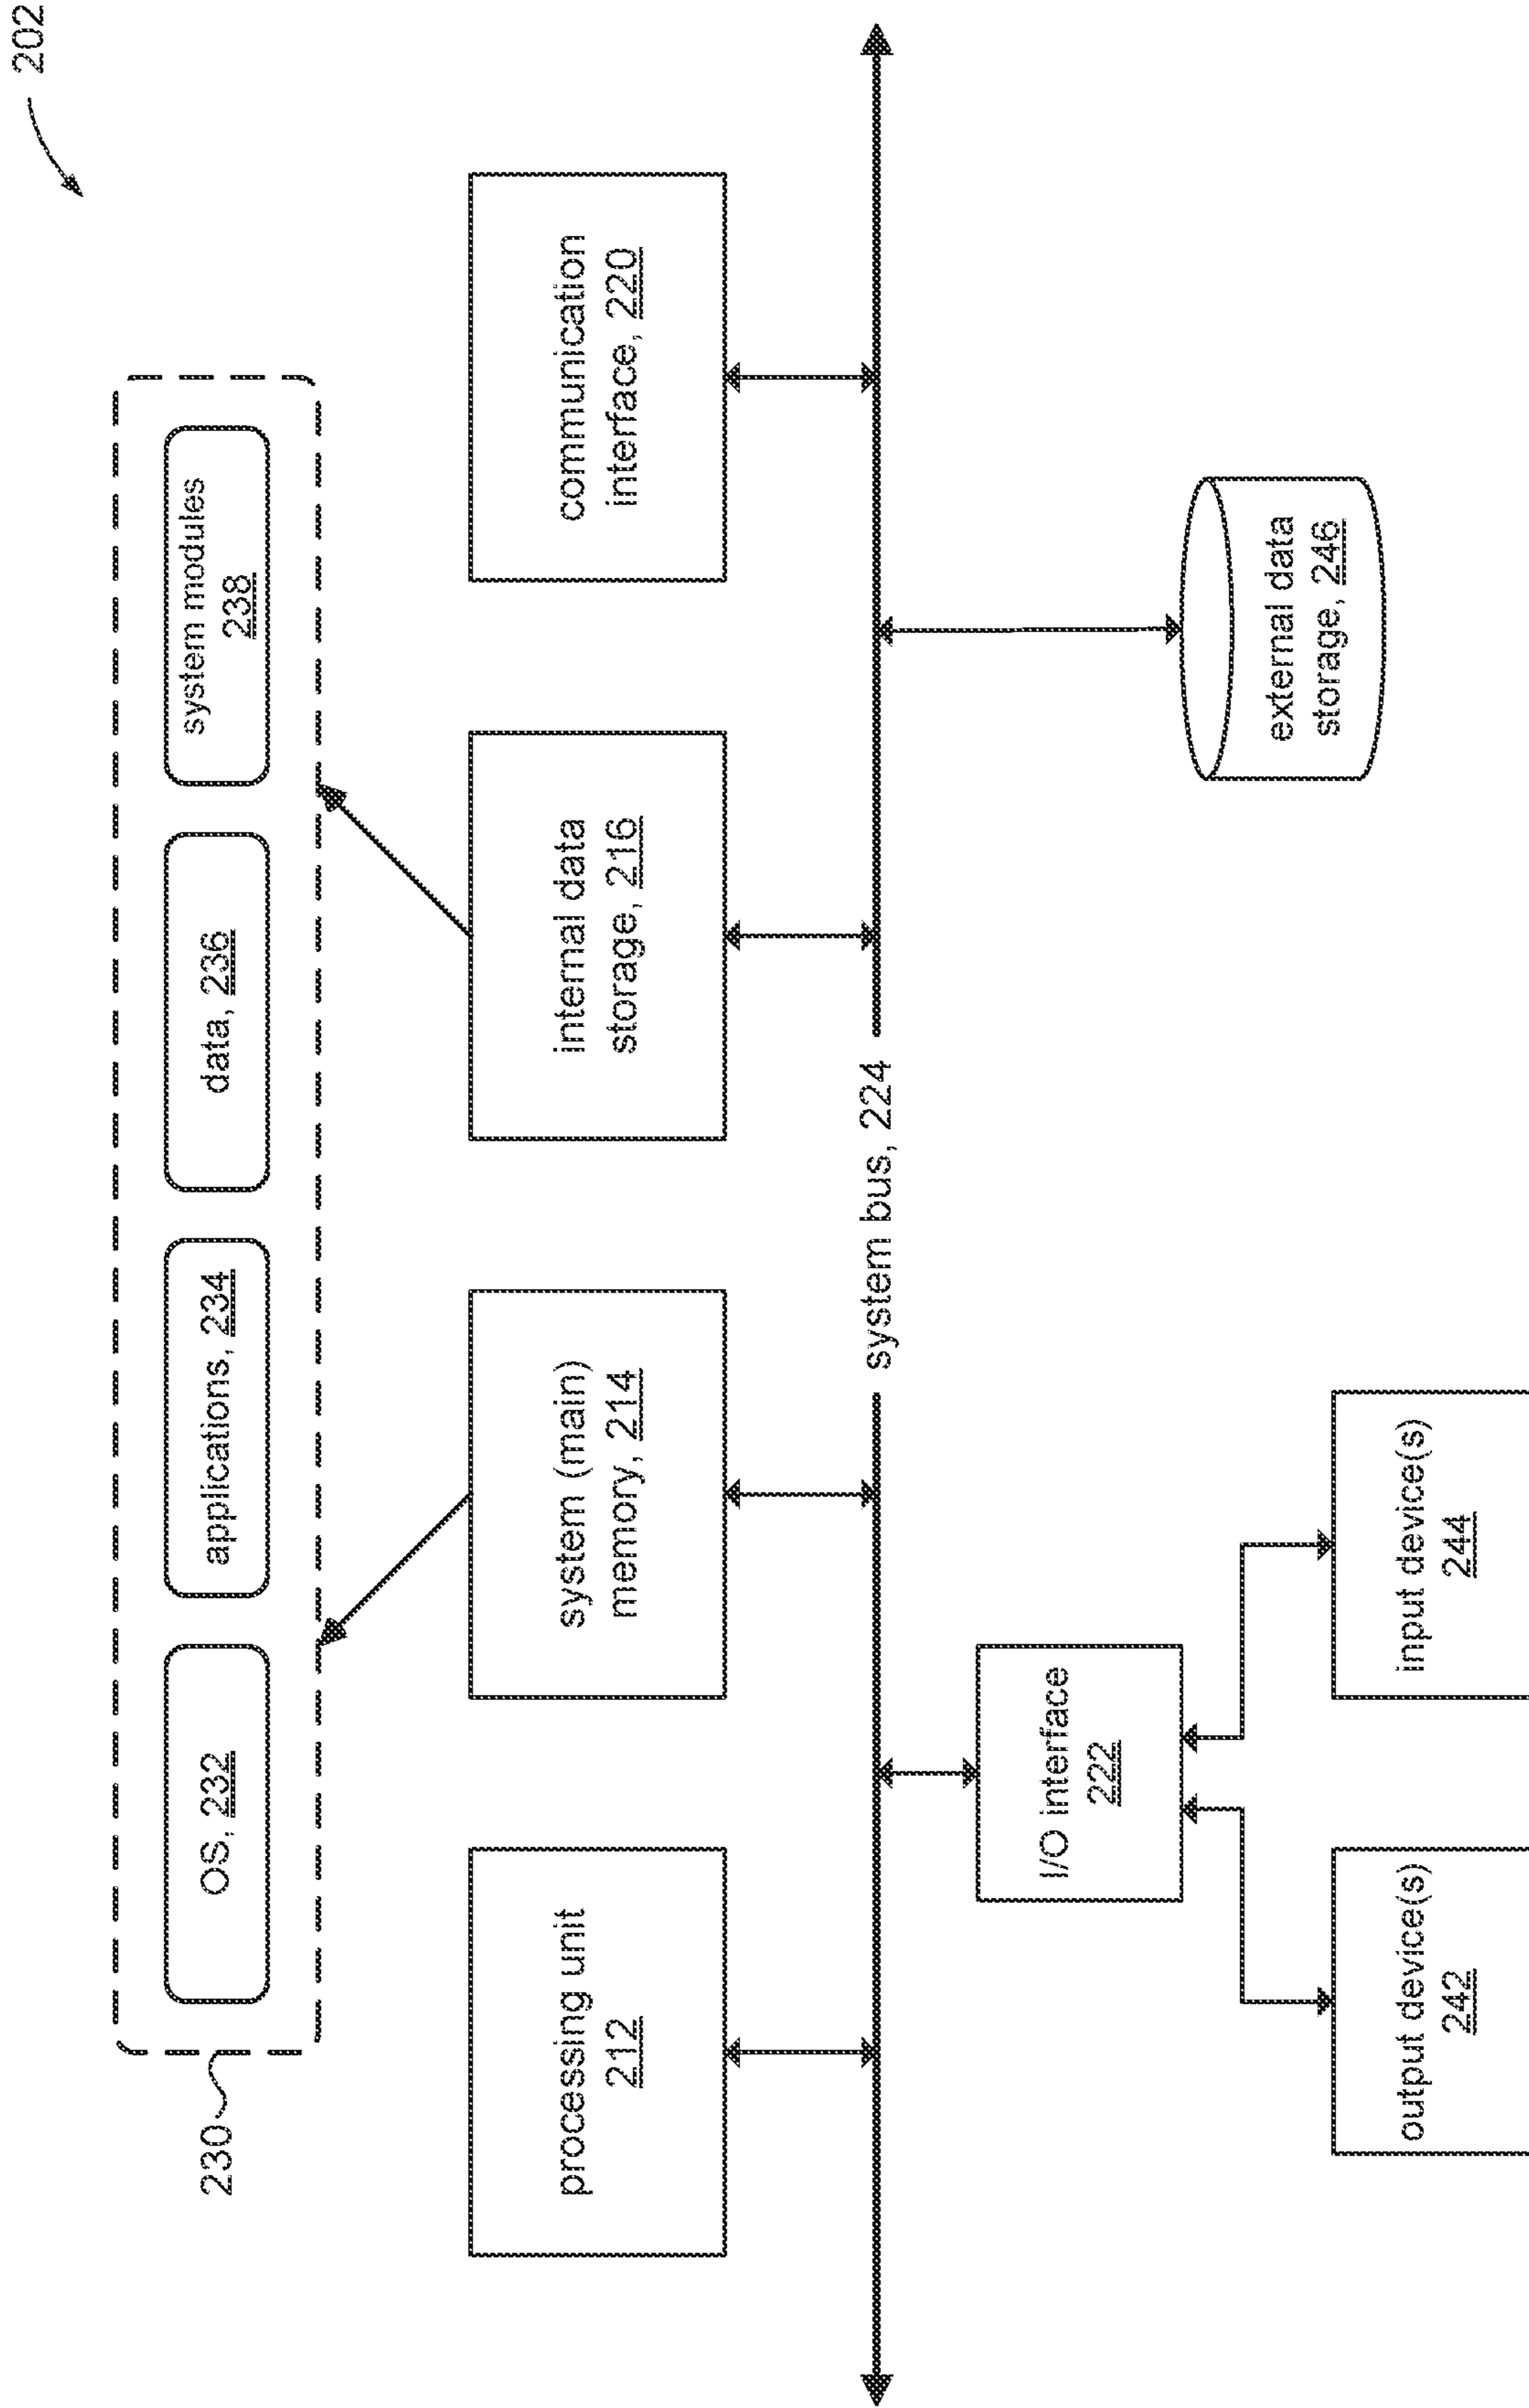 202
230
OS, 232
applications, 234
data, 236
system modules
238
processing unit
212
system (main)
memory, 214
internal data
storage, 216
communication
interface, 220
system bus, 224
I/O interface
222
external data
storage, 246
output device(s)
242
input device(s)
244